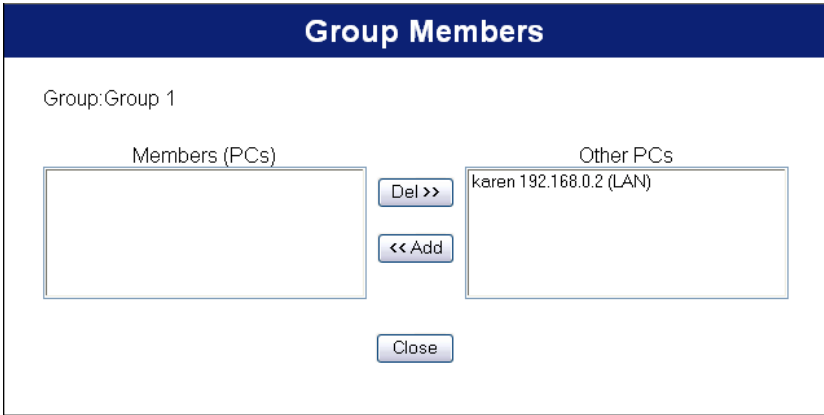 Group Members
Group:Group 1
Members (PCs)
Other PCs
karen 192.168.0.2 (LAN)
Del >>
<< Add
Close